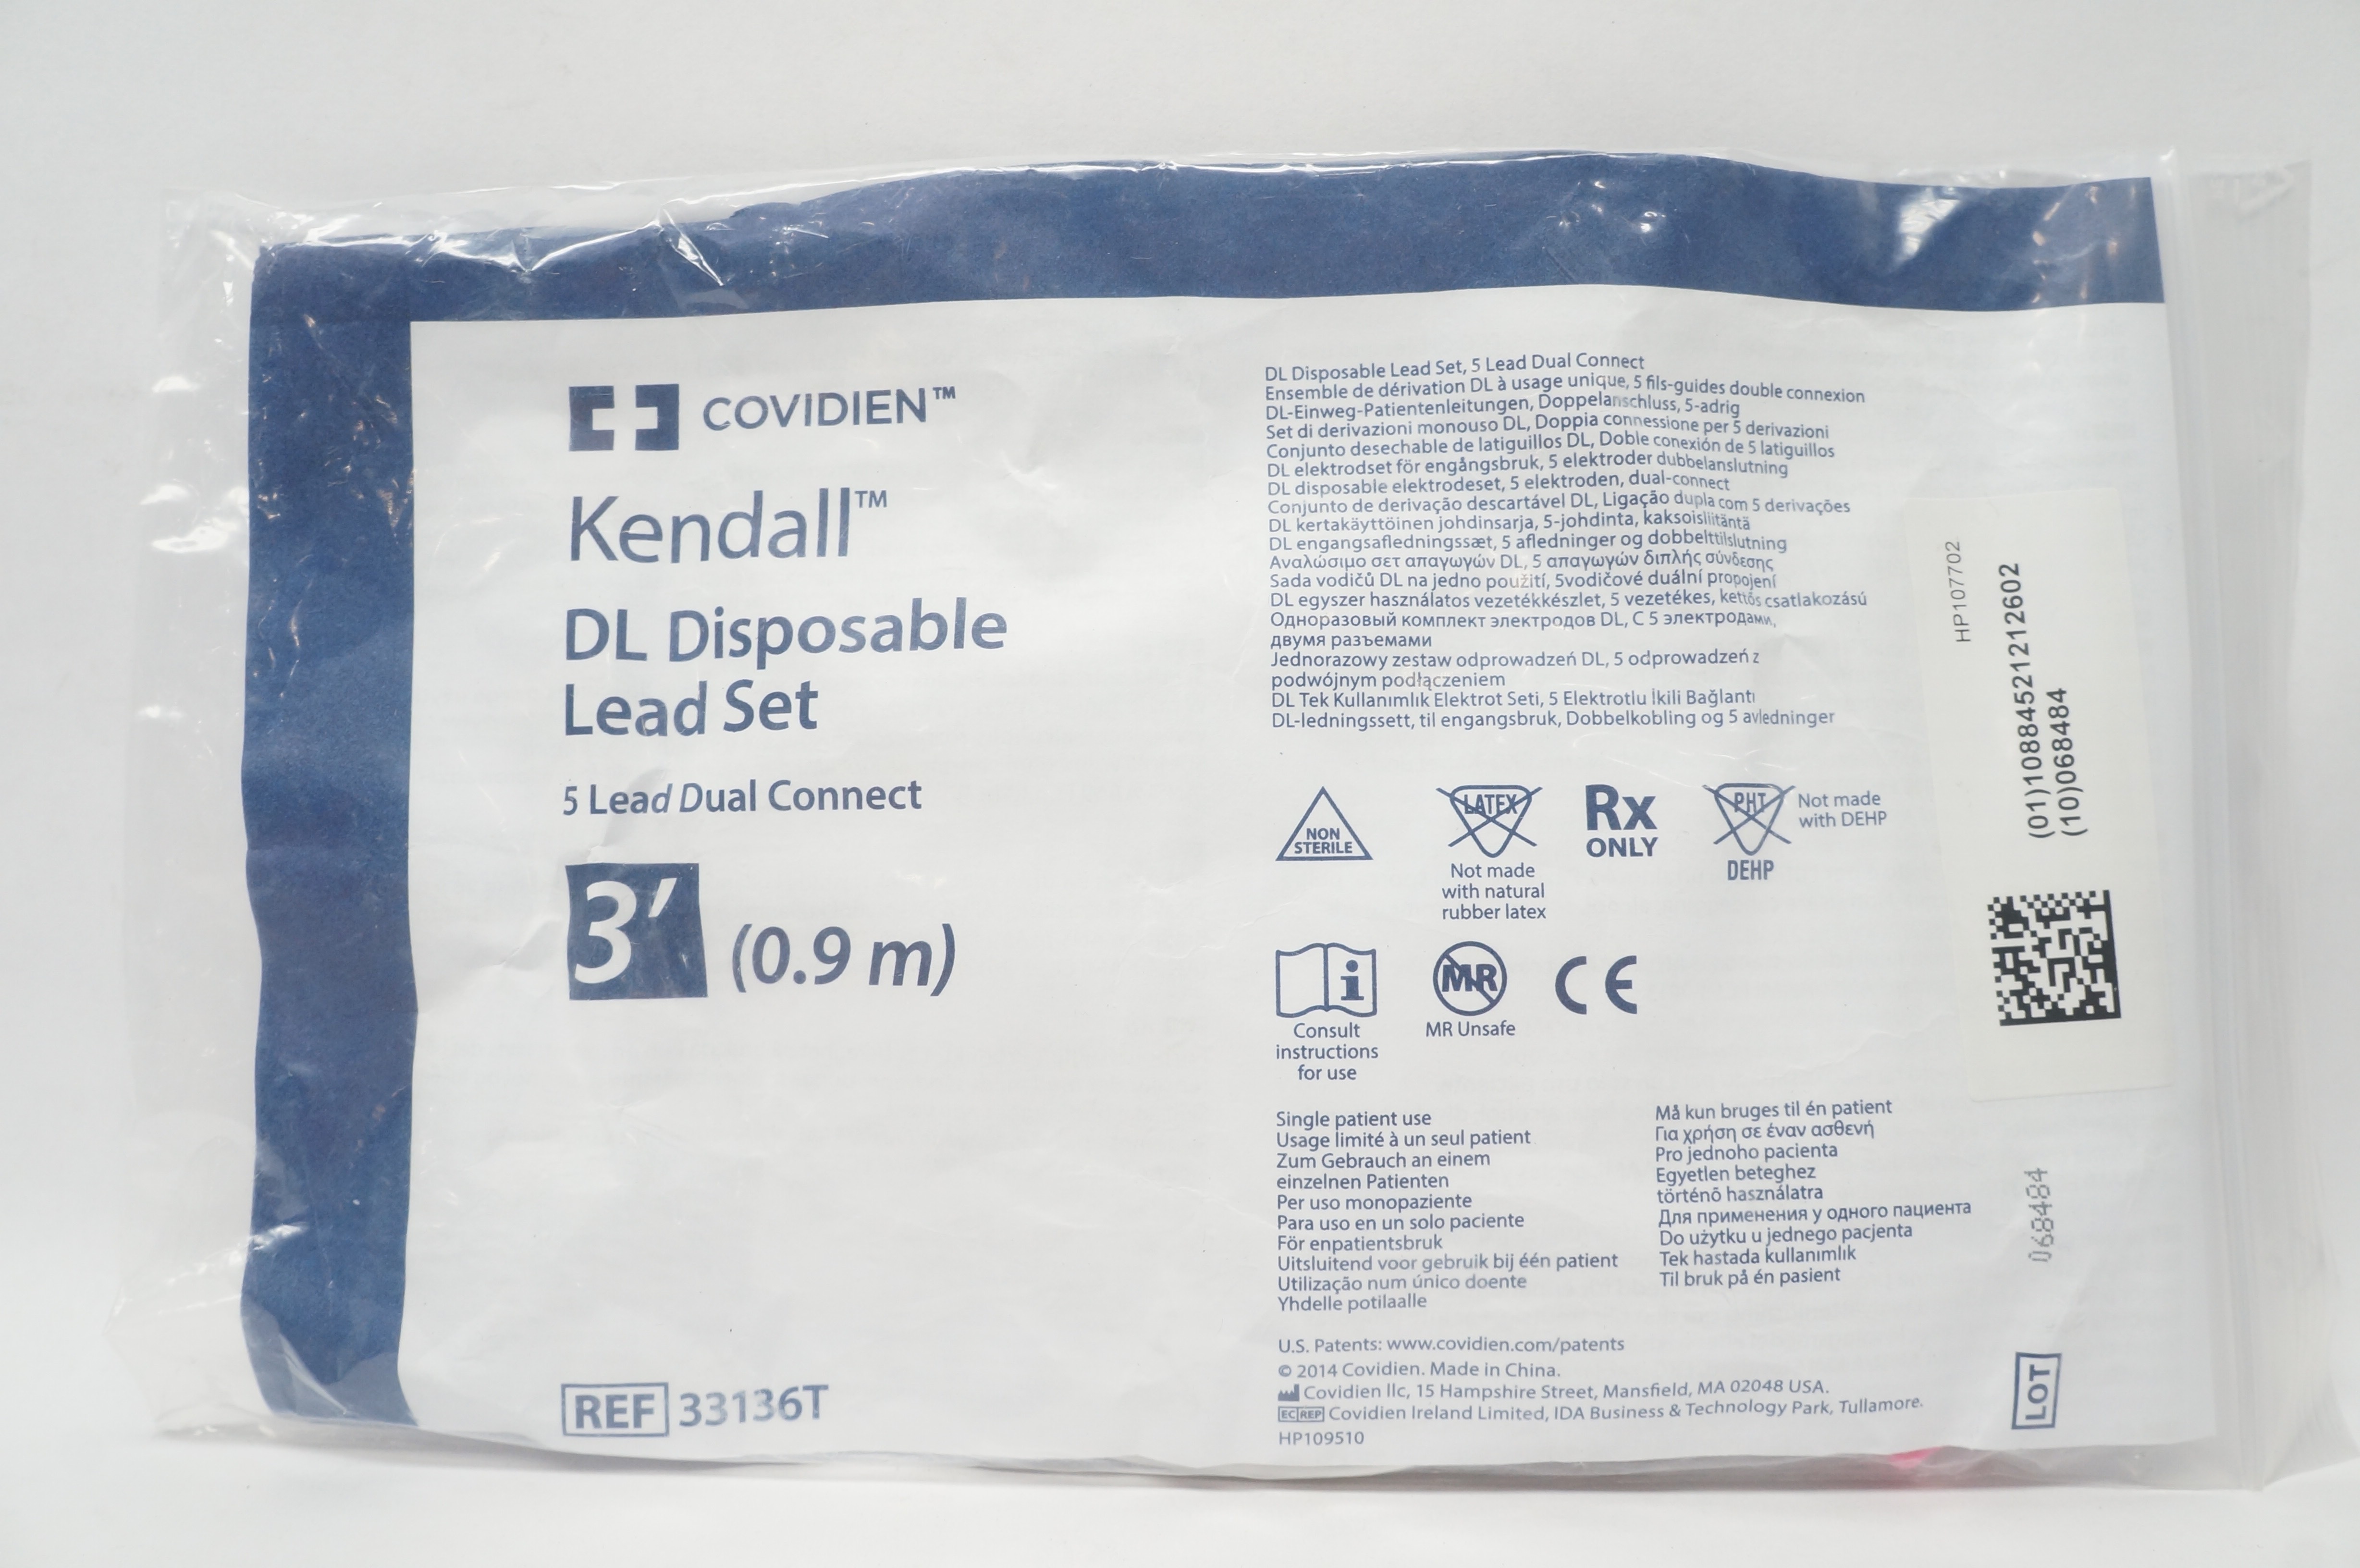 COVIDIEN™
Kendall™
DL Disposable
Lead Set
5 Lead Dual Connect
3′ (0.9 m)
REF 33136T
DL Disposable Lead Set, 5 Lead Dual Connect
Ensemble de dérivation DL à usage unique, 5 fils-guides double connexion
DL-Einweg-Patientenleitungen, Doppelanschluss, 5-adrig
Set di derivazioni monouso DL, Doppia connessione per 5 derivazioni
Conjunto desechable de latiguillos DL, Doble conexión de 5 latiguillos
DL elektrodset för engångsbruk, 5 elektroder dubbelanslutning
DL disposable elektrodeset, 5 elektroden, dual-connect
Conjunto de derivação descartável DL, Ligação dupla com 5 derivações
DL kertakäyttöinen johdinsarja, 5-johdinta, kaksoisliitäntä
DL engangsafledningssæt, 5 afledninger og dobbelttilslutning
Αναλώσιμο σετ απαγωγών DL, 5 απαγωγών διπλής σύνδεσης
Sada vodičů DL na jedno použití, 5vodičové duální propojení
DL egyszer használatos vezetékkészlet, 5 vezetékes, kettős csatlakozású
Одноразовый комплект электродов DL, С 5 электродами,
двумя разъемами
Jednorazowy zestaw odprowadzeń DL, 5 odprowadzeń z
podwójnym podłączeniem
DL Tek Kullanımlık Elektrot Seti, 5 Elektrotlu İkili Bağlantı
DL-ledningssett, til engangsbruk, Dobbelkobling og 5 avledninger
NON
STERILE
LATEX
Not made
with natural
rubber latex
Rx
ONLY
PHT
DEHP
Not made
with DEHP
Consult
instructions
for use
MR
MR Unsafe
CE
Single patient use
Usage limité à un seul patient
Zum Gebrauch an einem
einzelnen Patienten
Per uso monopaziente
Para uso en un solo paciente
För enpatientsbruk
Uitsluitend voor gebruik bij één patient
Utilização num único doente
Yhdelle potilaalle
Må kun bruges til én patient
Για χρήση σε έναν ασθενή
Pro jednoho pacienta
Egyetlen beteghez
történő használatra
Для применения у одного пациента
Do użytku u jednego pacjenta
Tek hastada kullanımlık
Til bruk på én pasient
U.S. Patents: www.covidien.com/patents
© 2014 Covidien. Made in China.
Covidien llc, 15 Hampshire Street, Mansfield, MA 02048 USA.
EC REP Covidien Ireland Limited, IDA Business & Technology Park, Tullamore.
HP109510
HP107702
(01)10884521212602
(10)068484
068484
LOT